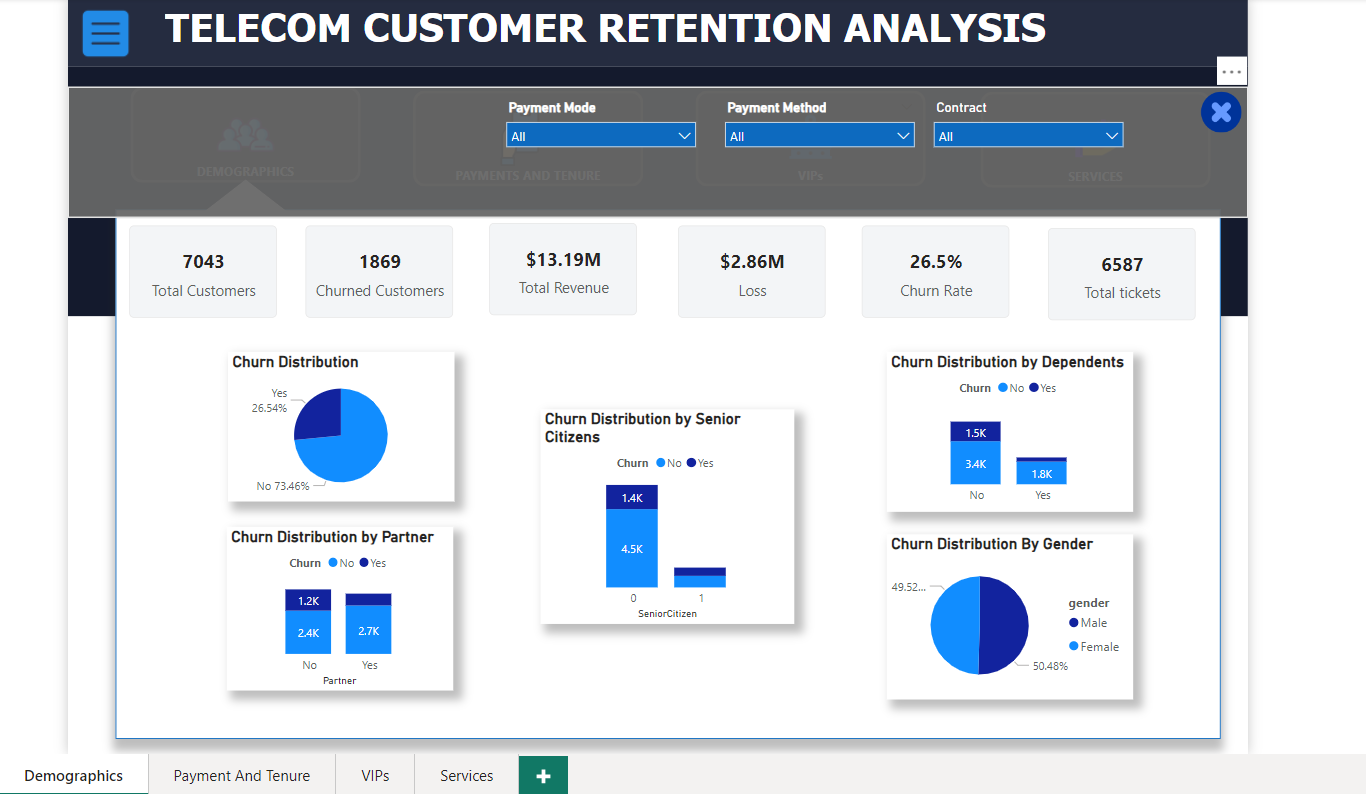 TELECOM CUSTOMER RETENTION ANALYSIS
...
Payment Mode
All
Payment Method
All
Contract
All
DEMOGRAPHICS
PAYMENTS AND TENURE
VIPs
SERVICES
7043
Total Customers
1869
Churned Customers
$13.19M
Total Revenue
$2.86M
Loss
26.5%
Churn Rate
6587
Total tickets
Churn Distribution
Yes
26.54%
No 73.46%
Churn Distribution by Partner
Churn No Yes
1.2K
2.4K
2.7K
No Yes
Partner
Churn Distribution by Senior
Citizens
Churn No Yes
1.4K
4.5K
0 1
SeniorCitizen
Churn Distribution by Dependents
Churn No Yes
1.5K
3.4K
1.8K
No Yes
Churn Distribution By Gender
49.52...
50.48%
gender
Male
Female
Demographics
Payment And Tenure
VIPs
Services
+